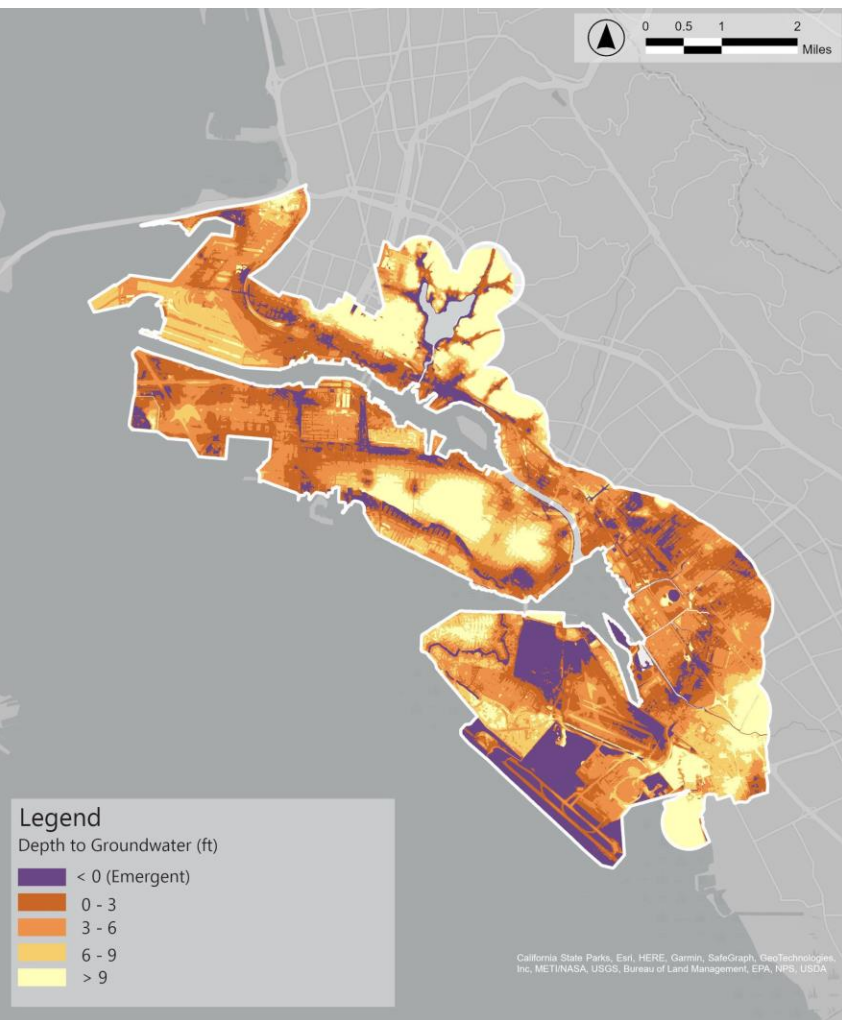 0 0.5 1 2
Miles
Legend
Depth to Groundwater (ft)
< 0 (Emergent)
0 - 3
3 - 6
6 - 9
> 9
California State Parks, Esri, HERE, Garmin, SafeGraph, GeoTechnologies,
Inc, METI/NASA, USGS, Bureau of Land Management, EPA, NPS, USDA